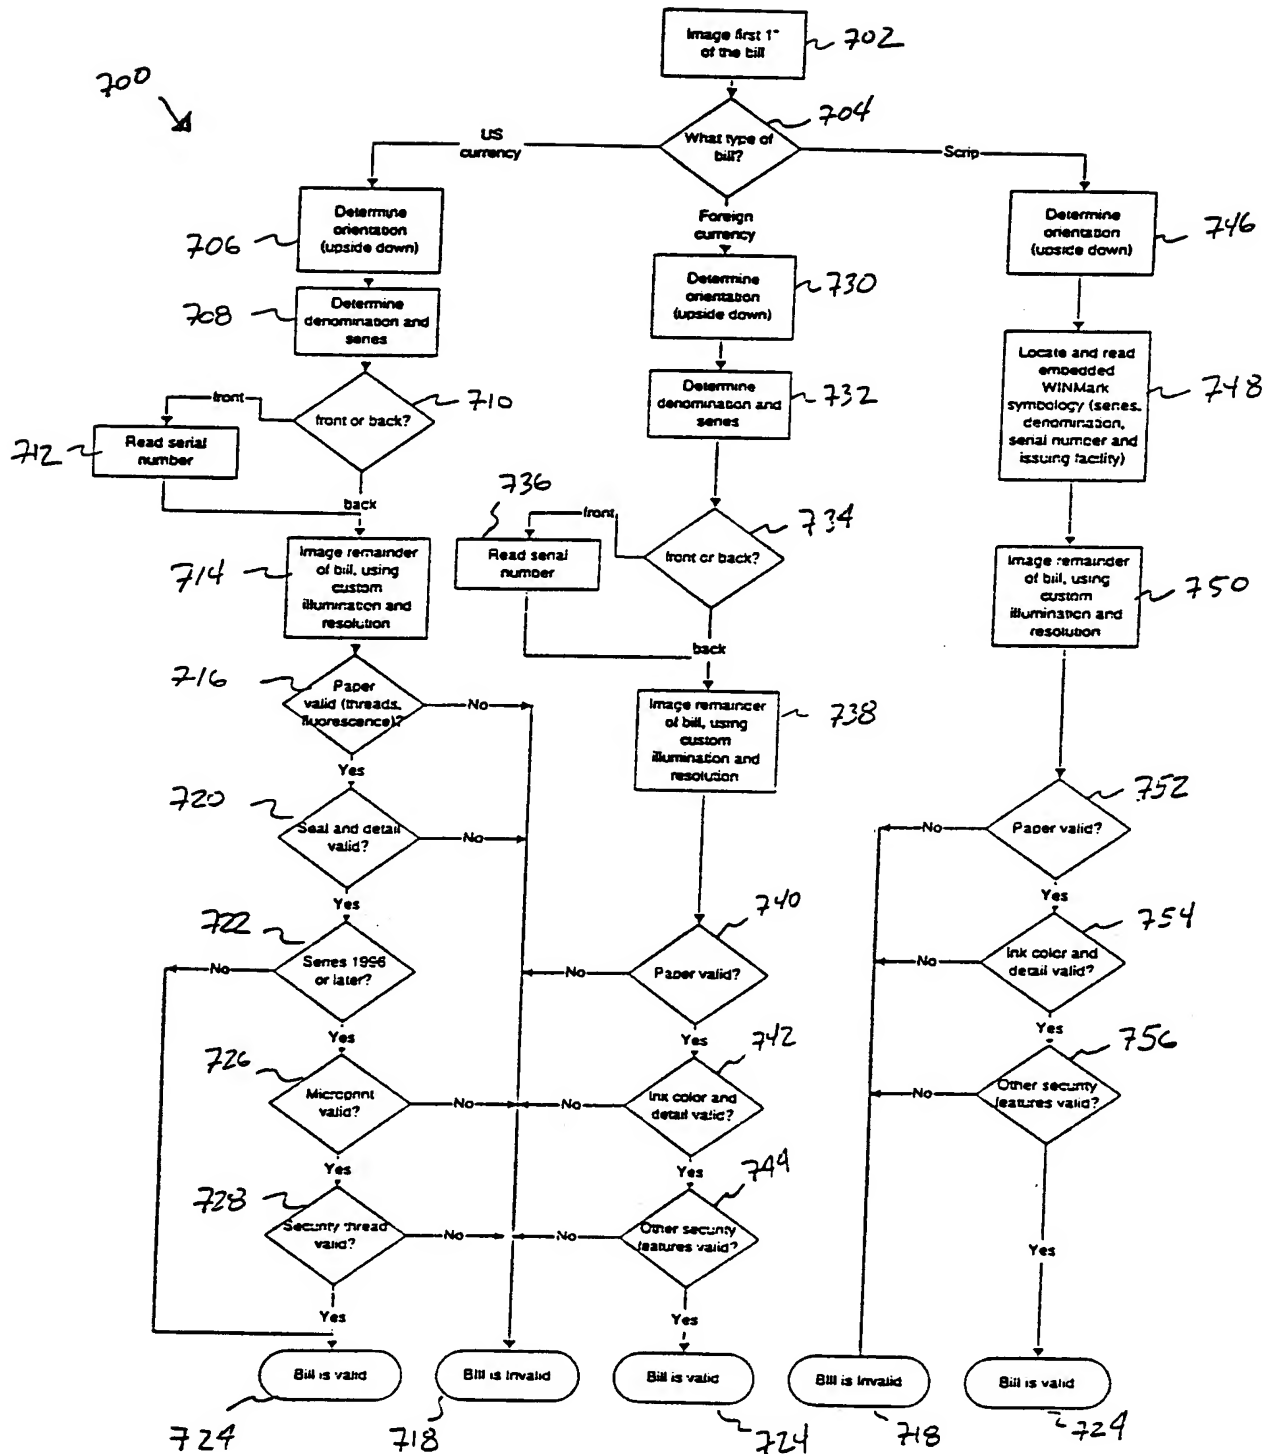 Image first 1"
of the bill
702
700
704
What type of
bill?
US
currency
Scrip
Foreign
currency
Determine
orientation
(upside down)
706
Determine
orientation
(upside down)
730
Determine
orientation
(upside down)
746
Determine
denomination and
series
708
Determine
denomination and
series
732
Locate and read
embedded
WINMark
symbology (series,
denomination,
serial number and
issuing facility)
748
front or back?
710
front
Read serial
number
712
back
front or back?
734
front
736
Read serial
number
back
Image remainder
of bill, using
custom
illumination and
resolution
714
Image remainder
of bill, using
custom
illumination and
resolution
738
Image remainder
of bill, using
custom
illumination and
resolution
750
716
Paper
valid (threads,
fluorescence)?
No
Yes
720
Seal and detail
valid?
No
Yes
722
Series 1996
or later?
No
Yes
726
Microprint
valid?
No
Yes
728
Security thread
valid?
No
Yes
740
Paper valid?
No
Yes
742
Ink color and
detail valid?
No
Yes
744
Other security
features valid?
No
Yes
752
Paper valid?
No
Yes
754
Ink color and
detail valid?
No
Yes
756
Other security
features valid?
No
Yes
Bill is valid
724
Bill is Invalid
718
Bill is valid
724
Bill is Invalid
718
Bill is valid
724